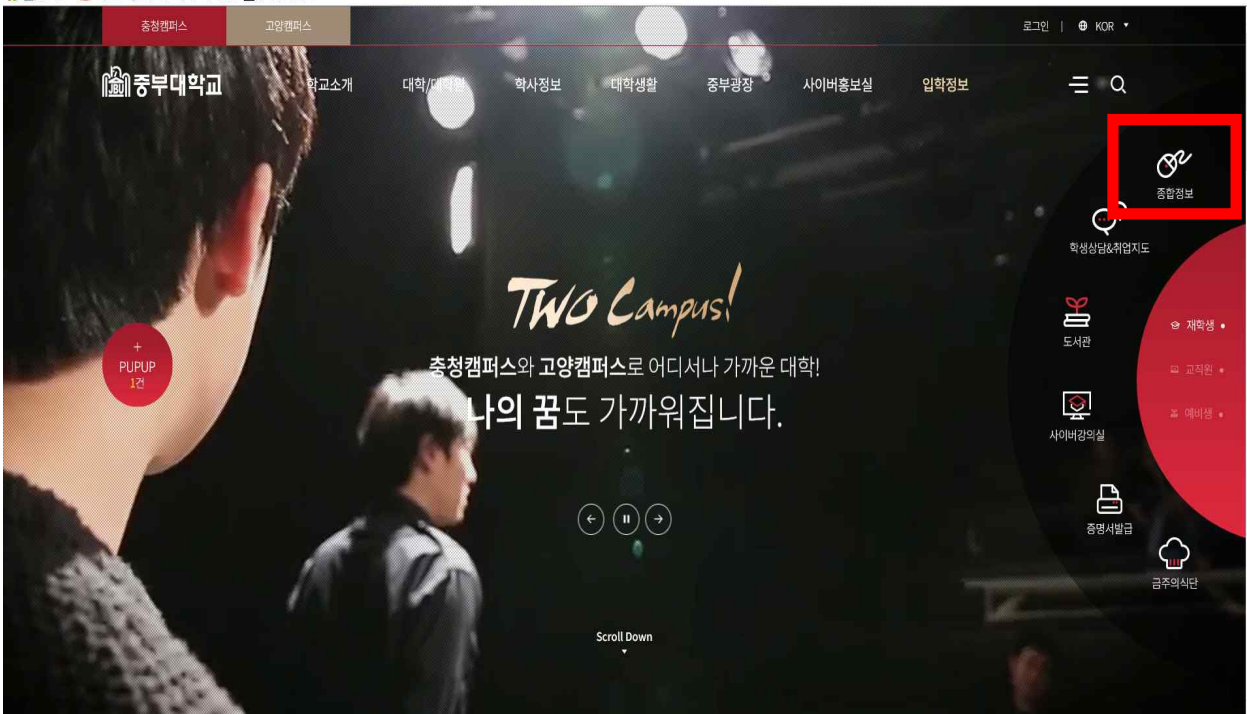 충청캠퍼스 고양캠퍼스 로그인 | KOR ▼
JBU 중부대학교 학교소개 대학/대학원 학사정보 대학생활 중부광장 사이버홍보실 입학정보
종합정보
학생상담&취업지도
TWO Campus!
도서관
재학생
충청캠퍼스와 고양캠퍼스로 어디서나 가까운 대학!
+
PUPUP
1건
교직원
나의 꿈도 가까워집니다.
예비생
사이버강의실
증명서발급
금주의식단
Scroll Down